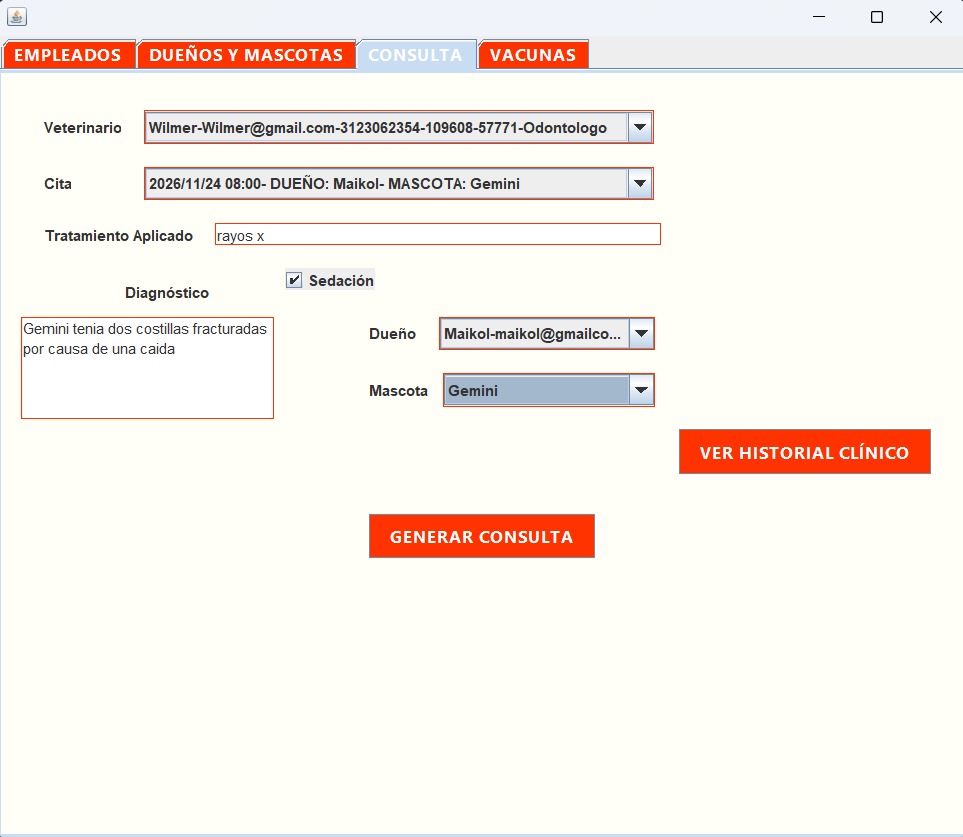 EMPLEADOS DUEÑOS Y MASCOTAS CONSULTA VACUNAS
Veterinario Wilmer-Wilmer@gmail.com-3123062354-109608-57771-Odontologo
Cita 2026/11/24 08:00- DUEÑO: Maikol- MASCOTA: Gemini
Tratamiento Aplicado rayos x
Sedación
Diagnóstico
Gemini tenia dos costillas fracturadas
por causa de una caida
Dueño Maikol-maikol@gmailco...
Mascota Gemini
VER HISTORIAL CLÍNICO
GENERAR CONSULTA